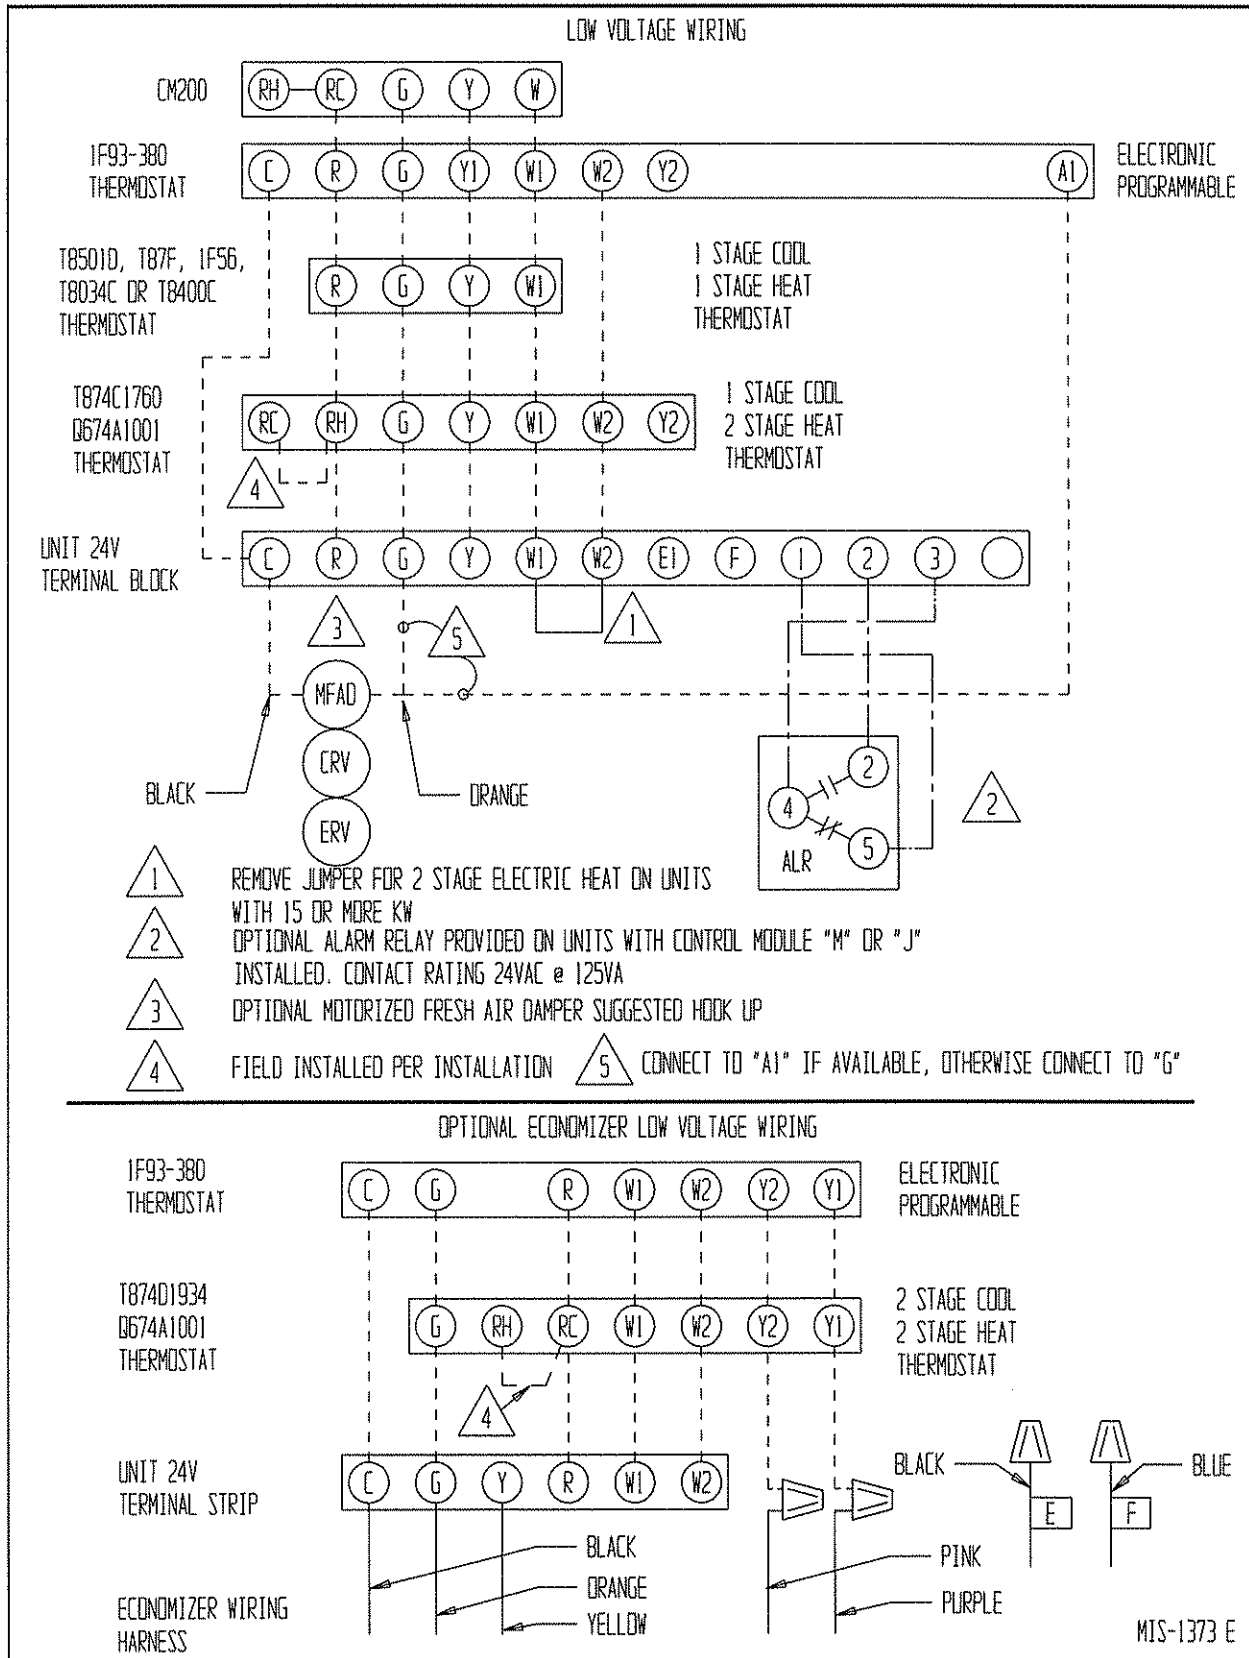 LOW VOLTAGE WIRING
CM200
RH RC G Y W
1F93-380
THERMOSTAT
C R G Y1 W1 W2 Y2 A1
ELECTRONIC
PROGRAMMABLE
T8501D, T87F, 1F56,
T8034C OR T8400C
THERMOSTAT
R G Y W1
1 STAGE COOL
1 STAGE HEAT
THERMOSTAT
T874C1760
Q674A1001
THERMOSTAT
RC RH G Y W1 W2 Y2
1 STAGE COOL
2 STAGE HEAT
THERMOSTAT
4
UNIT 24V
TERMINAL BLOCK
C R G Y W1 W2 E1 F 1 2 3
3
5
1
MFAD
CRV
ERV
BLACK
ORANGE
2
4
5
ALR
2
1 REMOVE JUMPER FOR 2 STAGE ELECTRIC HEAT ON UNITS
WITH 15 OR MORE KW
2 OPTIONAL ALARM RELAY PROVIDED ON UNITS WITH CONTROL MODULE "M" OR "J"
INSTALLED. CONTACT RATING 24VAC @ 125VA
3 OPTIONAL MOTORIZED FRESH AIR DAMPER SUGGESTED HOOK UP
4 FIELD INSTALLED PER INSTALLATION 5 CONNECT TO "A1" IF AVAILABLE, OTHERWISE CONNECT TO "G"
OPTIONAL ECONOMIZER LOW VOLTAGE WIRING
1F93-380
THERMOSTAT
C G R W1 W2 Y2 Y1
ELECTRONIC
PROGRAMMABLE
T874D1934
Q674A1001
THERMOSTAT
G RH RC W1 W2 Y2 Y1
2 STAGE COOL
2 STAGE HEAT
THERMOSTAT
4
UNIT 24V
TERMINAL STRIP
C G Y R W1 W2
BLACK
BLUE
E
F
BLACK
ORANGE
YELLOW
PINK
PURPLE
ECONOMIZER WIRING
HARNESS
MIS-1373 E